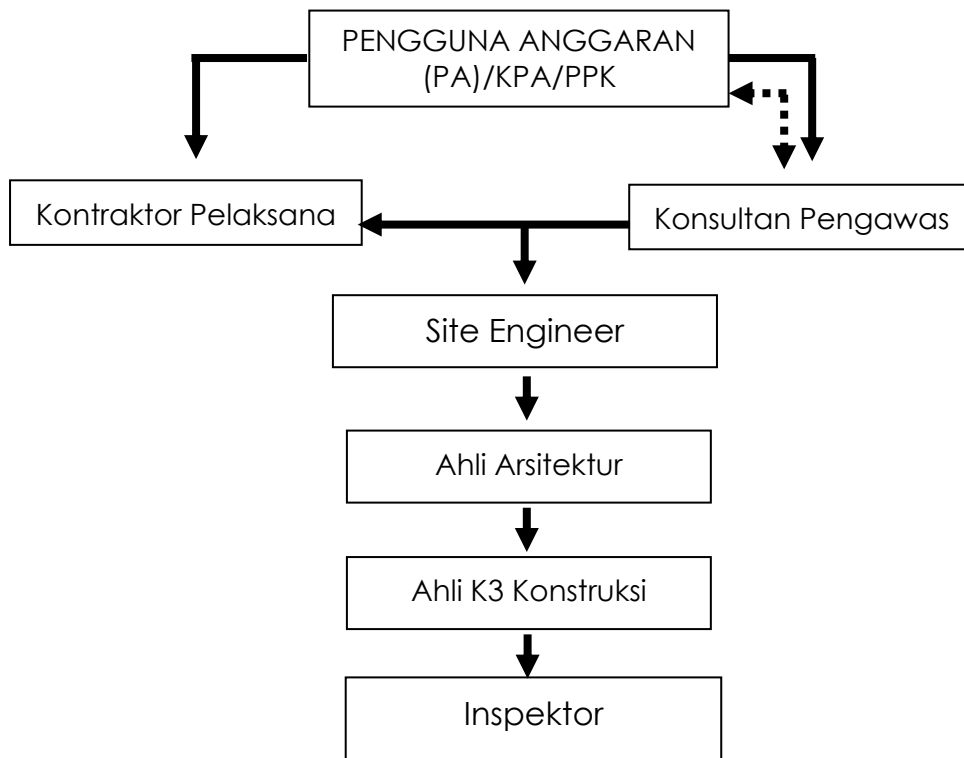 PENGGUNA ANGGARAN
(PA)/KPA/PPK
Kontraktor Pelaksana
Konsultan Pengawas
Site Engineer
Ahli Arsitektur
Ahli K3 Konstruksi
Inspektor